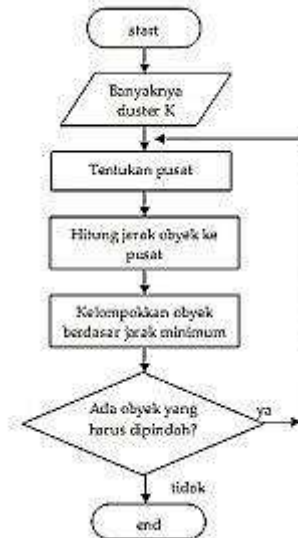 start
Banyaknya
cluster K
Tentukan pusat
Hitung jarak obyek ke
pusat
Kelompokkan obyek
berdasar jarak minimum
Ada obyek yang
harus dipindah?
ya
tidak
end